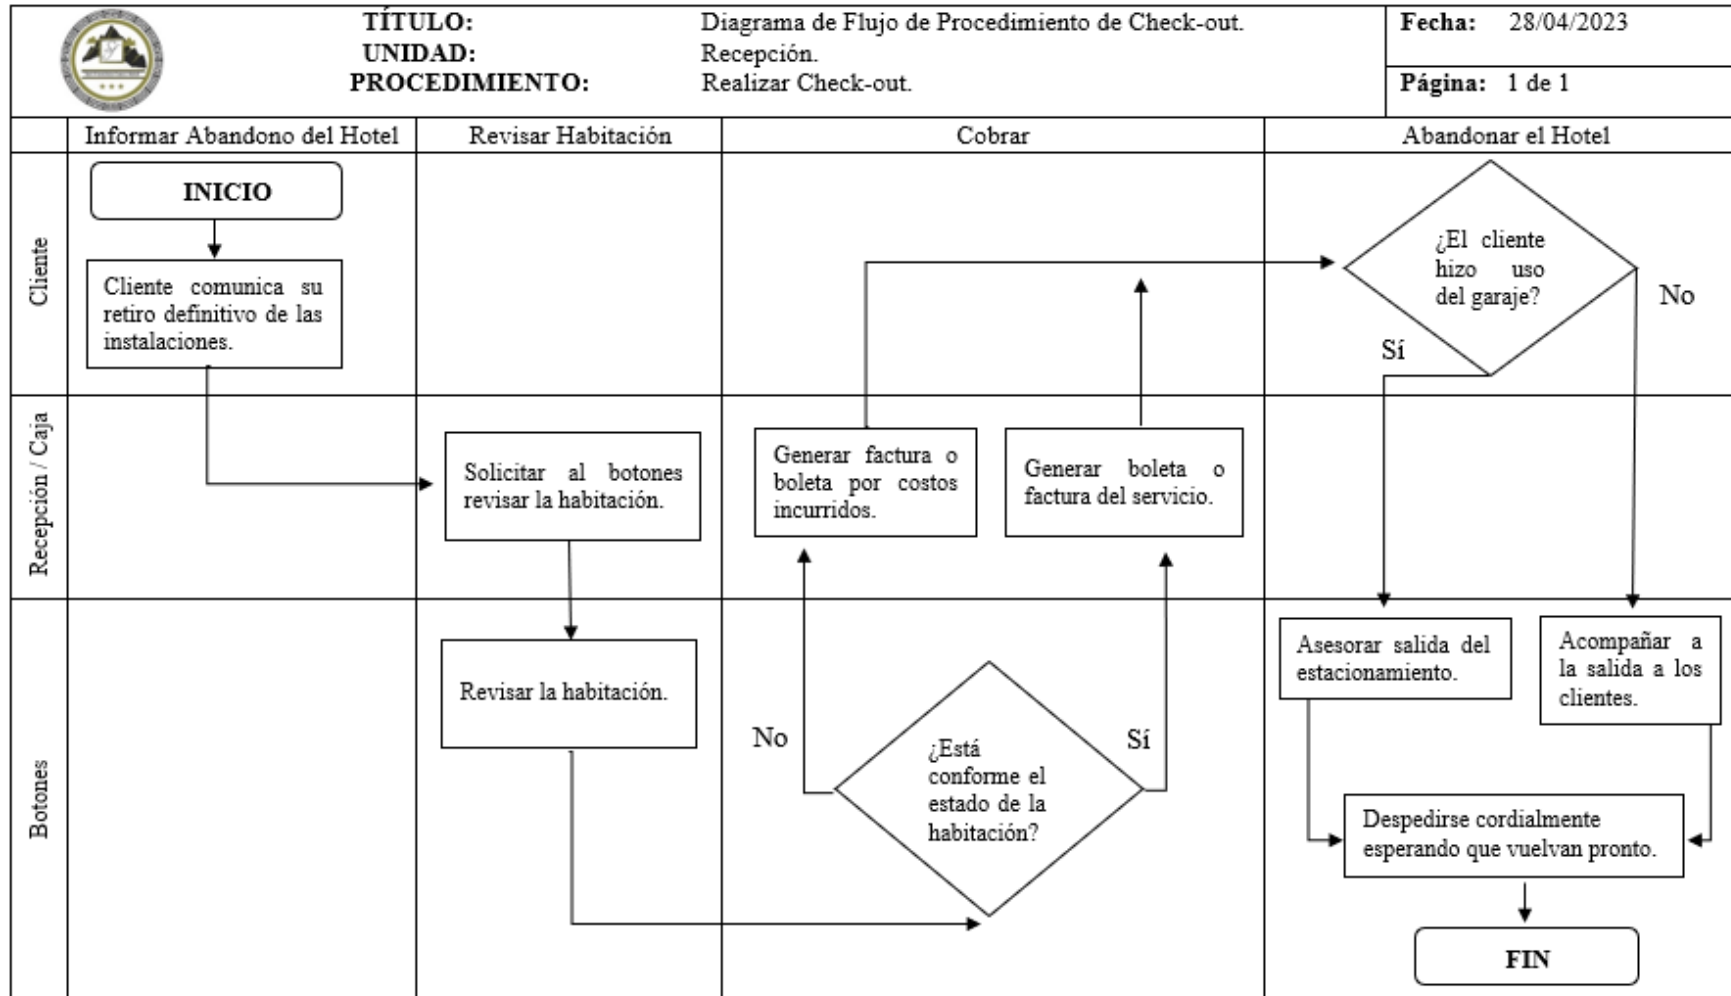 TÍTULO: Diagrama de Flujo de Procedimiento de Check-out.
UNIDAD: Recepción.
PROCEDIMIENTO: Realizar Check-out.
Fecha: 28/04/2023
Página: 1 de 1
Informar Abandono del Hotel
Revisar Habitación
Cobrar
Abandonar el Hotel
Cliente
INICIO
Cliente comunica su
retiro definitivo de las
instalaciones.
¿El cliente
hizo uso
del garaje?
Sí
No
Recepción / Caja
Solicitar al botones
revisar la habitación.
Generar factura o
boleta por costos
incurridos.
Generar boleta o
factura del servicio.
Botones
Revisar la habitación.
No
¿Está
conforme el
estado de la
habitación?
Sí
Asesorar salida del
estacionamiento.
Acompañar a
la salida a los
clientes.
Despedirse cordialmente
esperando que vuelvan pronto.
FIN